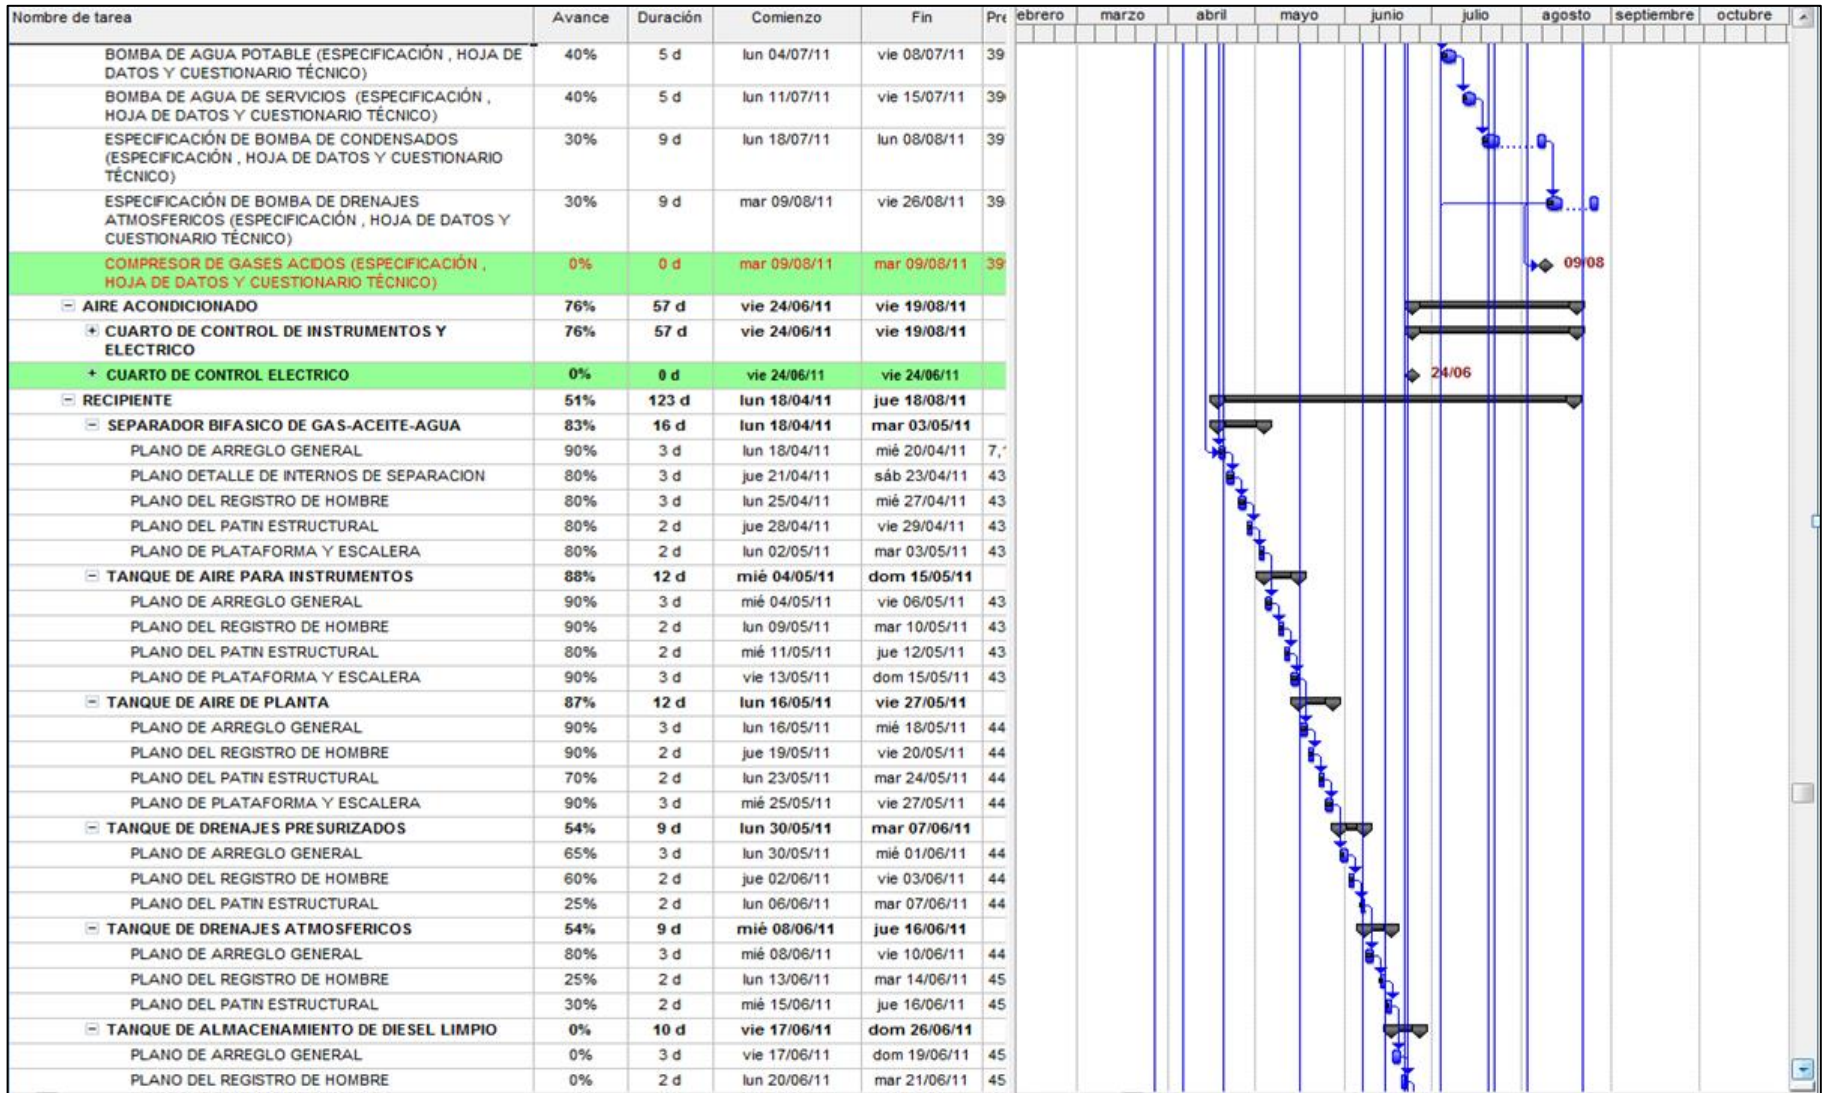 Nombre de tarea Avance Duración Comienzo Fin Pre ebrero marzo abril mayo junio julio agosto septiembre octubre
BOMBA DE AGUA POTABLE (ESPECIFICACIÓN , HOJA DE 40% 5 d lun 04/07/11 vie 08/07/11 39
DATOS Y CUESTIONARIO TÉCNICO)
BOMBA DE AGUA DE SERVICIOS (ESPECIFICACIÓN , 40% 5 d lun 11/07/11 vie 15/07/11 39
HOJA DE DATOS Y CUESTIONARIO TÉCNICO)
ESPECIFICACIÓN DE BOMBA DE CONDENSADOS 30% 9 d lun 18/07/11 lun 08/08/11 39
(ESPECIFICACIÓN , HOJA DE DATOS Y CUESTIONARIO
TÉCNICO)
ESPECIFICACIÓN DE BOMBA DE DRENAJES 30% 9 d mar 09/08/11 vie 26/08/11 39
ATMOSFERICOS (ESPECIFICACIÓN , HOJA DE DATOS Y
CUESTIONARIO TÉCNICO)
COMPRESOR DE GASES ACIDOS (ESPECIFICACIÓN , 0% 0 d mar 09/08/11 mar 09/08/11 39 09/08
HOJA DE DATOS Y CUESTIONARIO TÉCNICO)
AIRE ACONDICIONADO 76% 57 d vie 24/06/11 vie 19/08/11
CUARTO DE CONTROL DE INSTRUMENTOS Y 76% 57 d vie 24/06/11 vie 19/08/11
ELECTRICO
CUARTO DE CONTROL ELECTRICO 0% 0 d vie 24/06/11 vie 24/06/11 24/06
RECIPIENTE 51% 123 d lun 18/04/11 jue 18/08/11
SEPARADOR BIFASICO DE GAS-ACEITE-AGUA 83% 16 d lun 18/04/11 mar 03/05/11
PLANO DE ARREGLO GENERAL 90% 3 d lun 18/04/11 mié 20/04/11 7,
PLANO DETALLE DE INTERNOS DE SEPARACION 80% 3 d jue 21/04/11 sáb 23/04/11 43
PLANO DEL REGISTRO DE HOMBRE 80% 3 d lun 25/04/11 mié 27/04/11 43
PLANO DEL PATIN ESTRUCTURAL 80% 2 d jue 28/04/11 vie 29/04/11 43
PLANO DE PLATAFORMA Y ESCALERA 80% 2 d lun 02/05/11 mar 03/05/11 43
TANQUE DE AIRE PARA INSTRUMENTOS 88% 12 d mié 04/05/11 dom 15/05/11
PLANO DE ARREGLO GENERAL 90% 3 d mié 04/05/11 vie 06/05/11 43
PLANO DEL REGISTRO DE HOMBRE 90% 2 d lun 09/05/11 mar 10/05/11 43
PLANO DEL PATIN ESTRUCTURAL 80% 2 d mié 11/05/11 jue 12/05/11 43
PLANO DE PLATAFORMA Y ESCALERA 90% 3 d vie 13/05/11 dom 15/05/11 43
TANQUE DE AIRE DE PLANTA 87% 12 d lun 16/05/11 vie 27/05/11
PLANO DE ARREGLO GENERAL 90% 3 d lun 16/05/11 mié 18/05/11 44
PLANO DEL REGISTRO DE HOMBRE 90% 2 d jue 19/05/11 vie 20/05/11 44
PLANO DEL PATIN ESTRUCTURAL 70% 2 d lun 23/05/11 mar 24/05/11 44
PLANO DE PLATAFORMA Y ESCALERA 90% 3 d mié 25/05/11 vie 27/05/11 44
TANQUE DE DRENAJES PRESURIZADOS 54% 9 d lun 30/05/11 mar 07/06/11
PLANO DE ARREGLO GENERAL 65% 3 d lun 30/05/11 mié 01/06/11 44
PLANO DEL REGISTRO DE HOMBRE 60% 2 d jue 02/06/11 vie 03/06/11 44
PLANO DEL PATIN ESTRUCTURAL 25% 2 d lun 06/06/11 mar 07/06/11 44
TANQUE DE DRENAJES ATMOSFERICOS 54% 9 d mié 08/06/11 jue 16/06/11
PLANO DE ARREGLO GENERAL 80% 3 d mié 08/06/11 vie 10/06/11 44
PLANO DEL REGISTRO DE HOMBRE 25% 2 d lun 13/06/11 mar 14/06/11 45
PLANO DEL PATIN ESTRUCTURAL 30% 2 d mié 15/06/11 jue 16/06/11 45
TANQUE DE ALMACENAMIENTO DE DIESEL LIMPIO 0% 10 d vie 17/06/11 dom 26/06/11
PLANO DE ARREGLO GENERAL 0% 3 d vie 17/06/11 dom 19/06/11 45
PLANO DEL REGISTRO DE HOMBRE 0% 2 d lun 20/06/11 mar 21/06/11 45